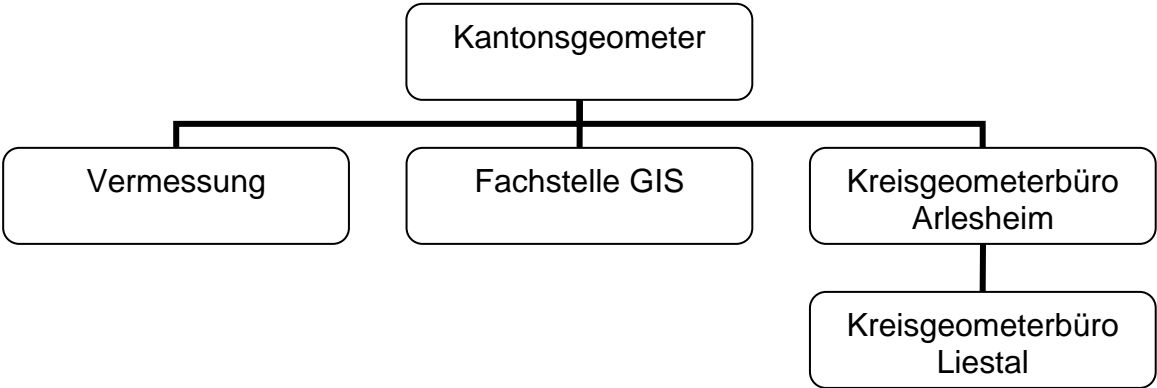 Kantonsgeometer
Vermessung
Fachstelle GIS
Kreisgeometerbüro
Arlesheim
Kreisgeometerbüro
Liestal